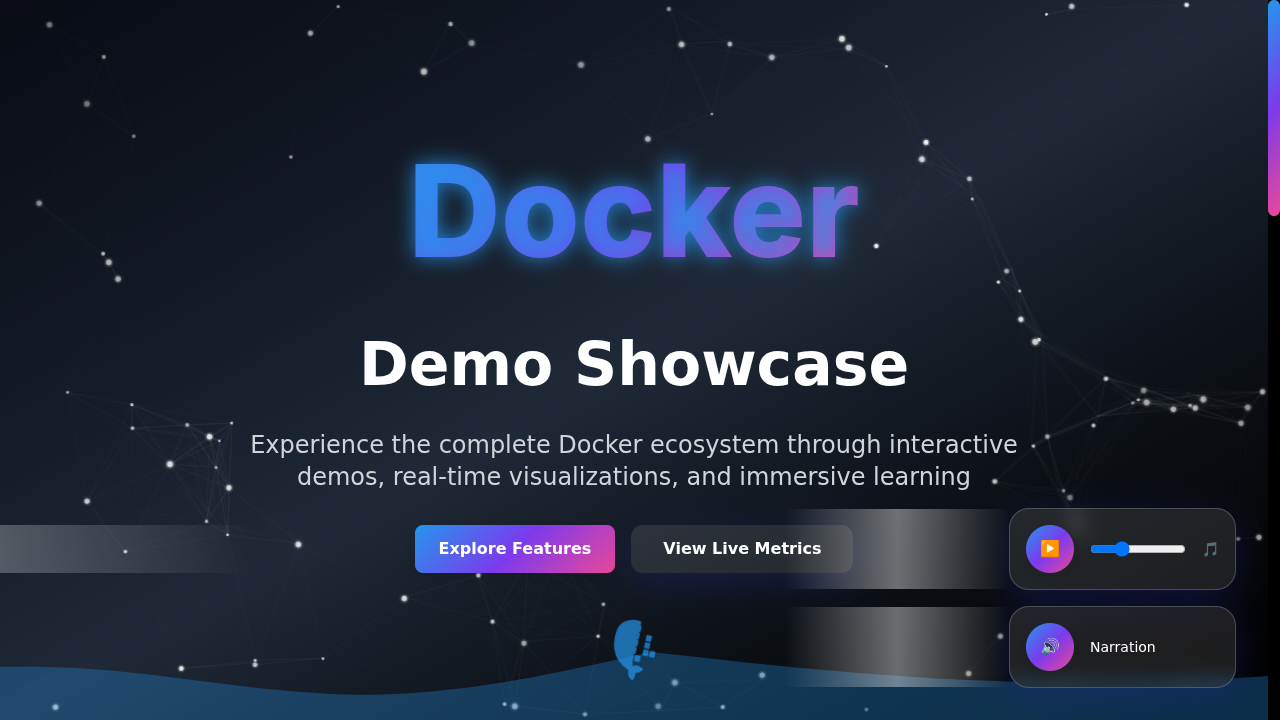 Docker
Demo Showcase
Experience the complete Docker ecosystem through interactive
demos, real-time visualizations, and immersive learning
Explore Features
View Live Metrics
Narration